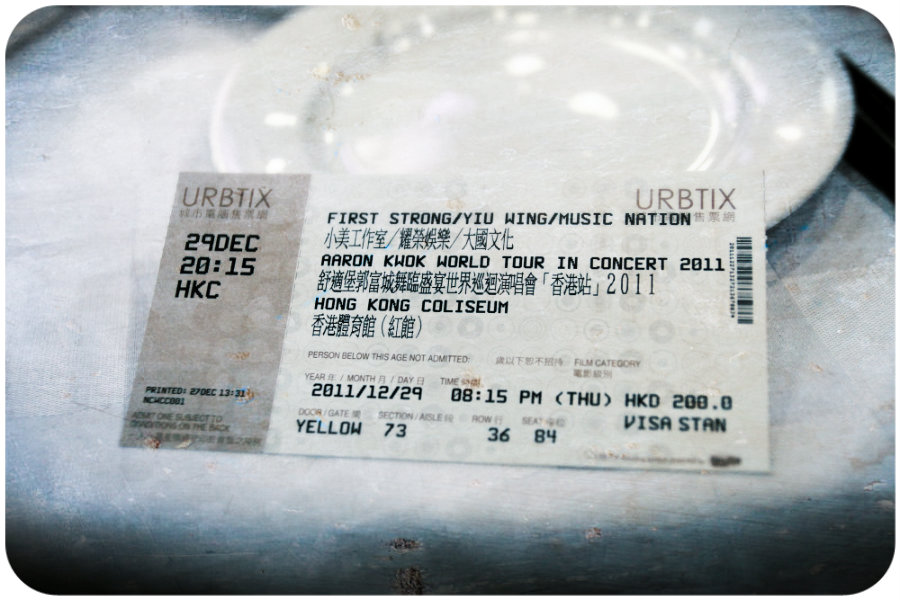 URBTIX
城市電腦售票網
29DEC
20:15
HKC
PRINTED: 27DEC 13:31
NCWCC001
ADMIT ONE SUBJECT TO
CONDITIONS ON THE BACK
URBTIX
售票網
FIRST STRONG/YIU WING/MUSIC NATION
小美工作室/耀榮娛樂/大國文化
AARON KWOK WORLD TOUR IN CONCERT 2011
舒適堡郭富城舞臨盛宴世界巡迴演唱會「香港站」2011
HONG KONG COLISEUM
香港體育館(紅館)
PERSON BELOW THIS AGE NOT ADMITTED: 歲以下恕不招待 FILM CATEGORY
電影級別
YEAR 年 / MONTH 月 / DAY 日 TIME 時間
2011/12/29 08:15 PM (THU) HKD 200.0
DOOR / GATE 閘 SECTION / AISLE 段 ROW 行 SEAT 座位
YELLOW 73 36 84 VISA STAN